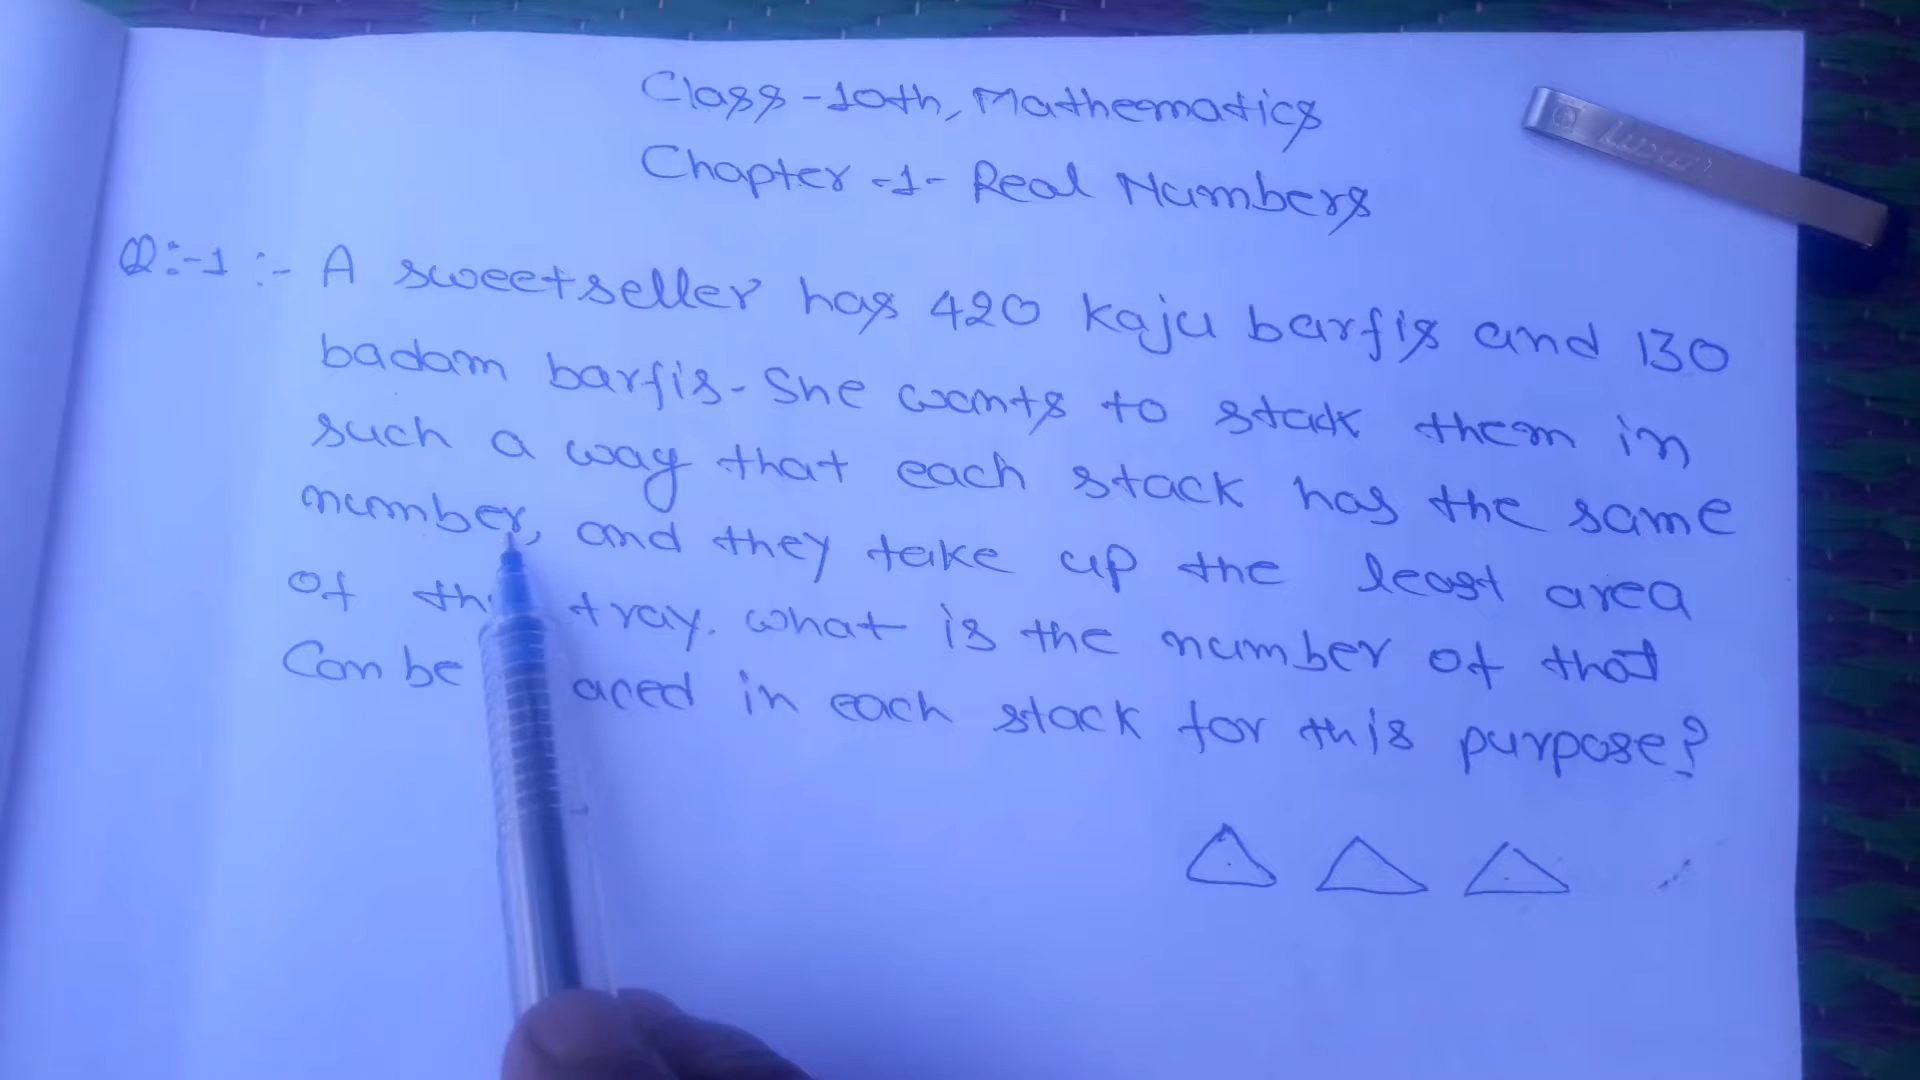 Class-10th, Mathematics
Chapter-1- Real Numbers
Q:-1:- A sweetseller has 420 kaju barfis and 130
badam barfis. She wants to stack them in
such a way that each stack has the same
number, and they take up the least area
of tray. what is the number of that
Can be in each stack for this purpose?